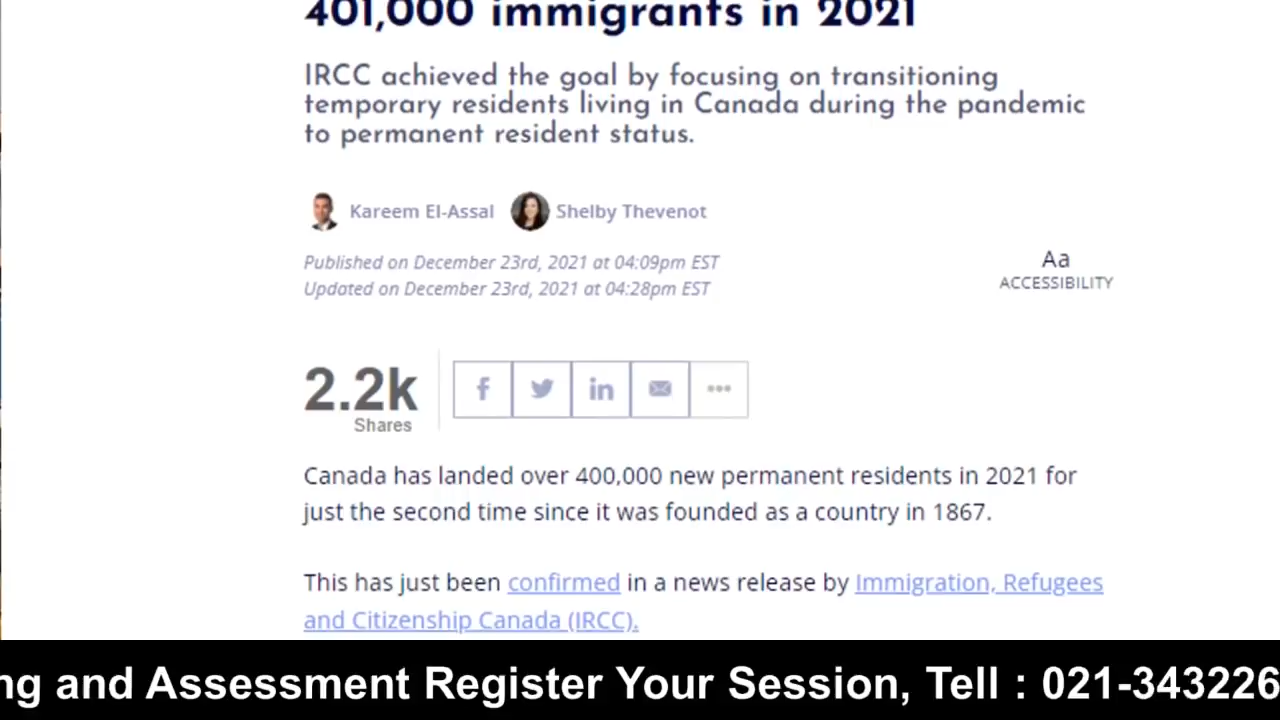 401,000 immigrants in 2021
IRCC achieved the goal by focusing on transitioning
temporary residents living in Canada during the pandemic
to permanent resident status.
Kareem El-Assal Shelby Thevenot
Published on December 23rd, 2021 at 04:09pm EST
Updated on December 23rd, 2021 at 04:28pm EST
Aa
ACCESSIBILITY
2.2k
Shares
Canada has landed over 400,000 new permanent residents in 2021 for
just the second time since it was founded as a country in 1867.
This has just been confirmed in a news release by Immigration, Refugees
and Citizenship Canada (IRCC).
ng and Assessment Register Your Session, Tell : 021-343226